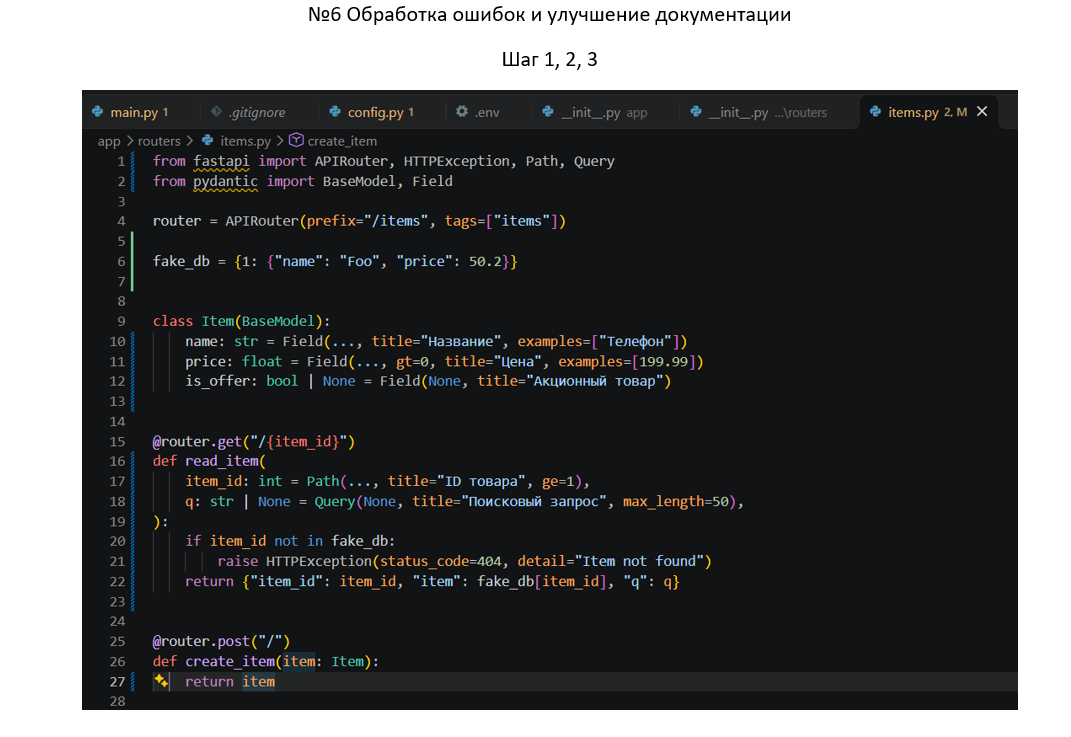 №6 Обработка ошибок и улучшение документации
Шаг 1, 2, 3
main.py 1 .gitignore config.py 1 .env __init__.py app __init__.py ...\routers items.py 2, M
app > routers > items.py > create_item
1 from fastapi import APIRouter, HTTPException, Path, Query
2 from pydantic import BaseModel, Field
3
4 router = APIRouter(prefix="/items", tags=["items"])
5
6 fake_db = {1: {"name": "Foo", "price": 50.2}}
7
8
9 class Item(BaseModel):
10     name: str = Field(..., title="Название", examples=["Телефон"])
11     price: float = Field(..., gt=0, title="Цена", examples=[199.99])
12     is_offer: bool | None = Field(None, title="Акционный товар")
13
14
15 @router.get("/{item_id}")
16 def read_item(
17     item_id: int = Path(..., title="ID товара", ge=1),
18     q: str | None = Query(None, title="Поисковый запрос", max_length=50),
19 ):
20     if item_id not in fake_db:
21         raise HTTPException(status_code=404, detail="Item not found")
22     return {"item_id": item_id, "item": fake_db[item_id], "q": q}
23
24
25 @router.post("/")
26 def create_item(item: Item):
27     return item
28